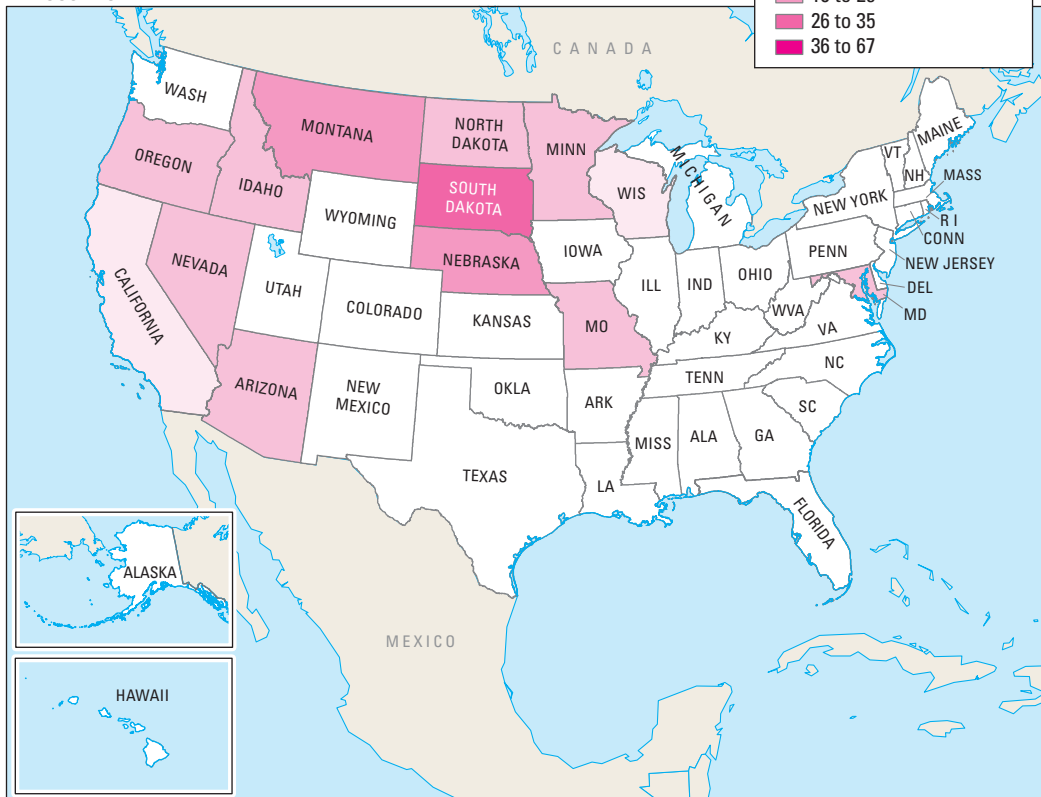 26 to 35
36 to 67
CANADA
WASH
MONTANA
NORTH
DAKOTA
MINN
MICHIGAN
VT
MAINE
NH
MASS
OREGON
IDAHO
SOUTH
DAKOTA
WIS
NEW YORK
R I
CONN
WYOMING
IOWA
PENN
NEW JERSEY
NEVADA
NEBRASKA
ILL
IND
OHIO
DEL
MD
CALIFORNIA
UTAH
COLORADO
KANSAS
MO
WVA
VA
KY
NC
ARIZONA
NEW
MEXICO
OKLA
TENN
ARK
SC
MISS
ALA
GA
TEXAS
LA
FLORIDA
ALASKA
MEXICO
HAWAII